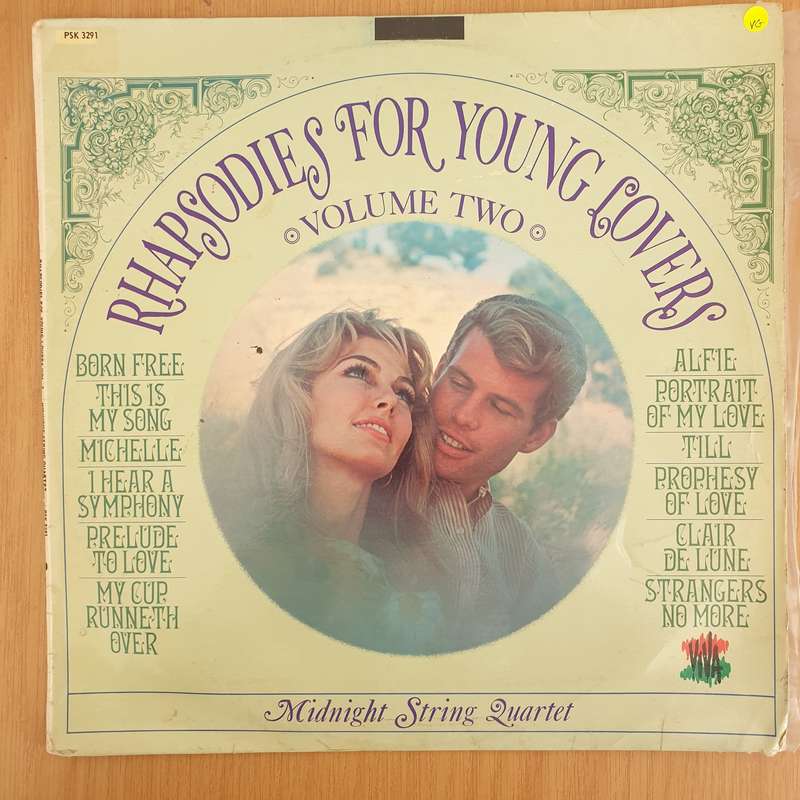 PSK 3291
VG
RHAPSODIES FOR YOUNG LOVERS
VOLUME TWO
BORN FREE
THIS IS
MY SONG
MICHELLE
I HEAR A
SYMPHONY
PRELUDE
TO LOVE
MY CUP
RUNNETH
OVER
ALFIE
PORTRAIT
OF MY LOVE
TILL
PROPHESY
OF LOVE
CLAIR
DE LUNE
STRANGERS
NO MORE
VIVA
Midnight String Quartet